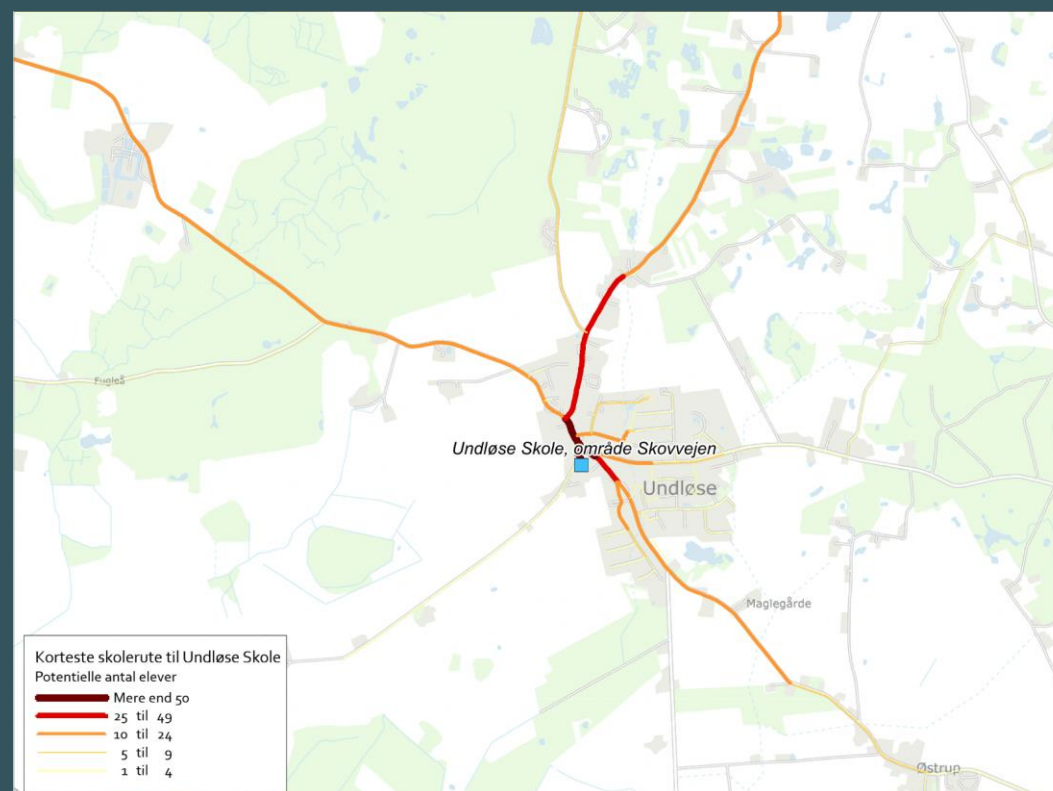 Fugleå
Undløse Skole, område Skovvejen
Undløse
Maglegårde
Østrup
Korteste skolerute til Undløse Skole
Potentielle antal elever
Mere end 50
25 til 49
10 til 24
5 til 9
1 til 4